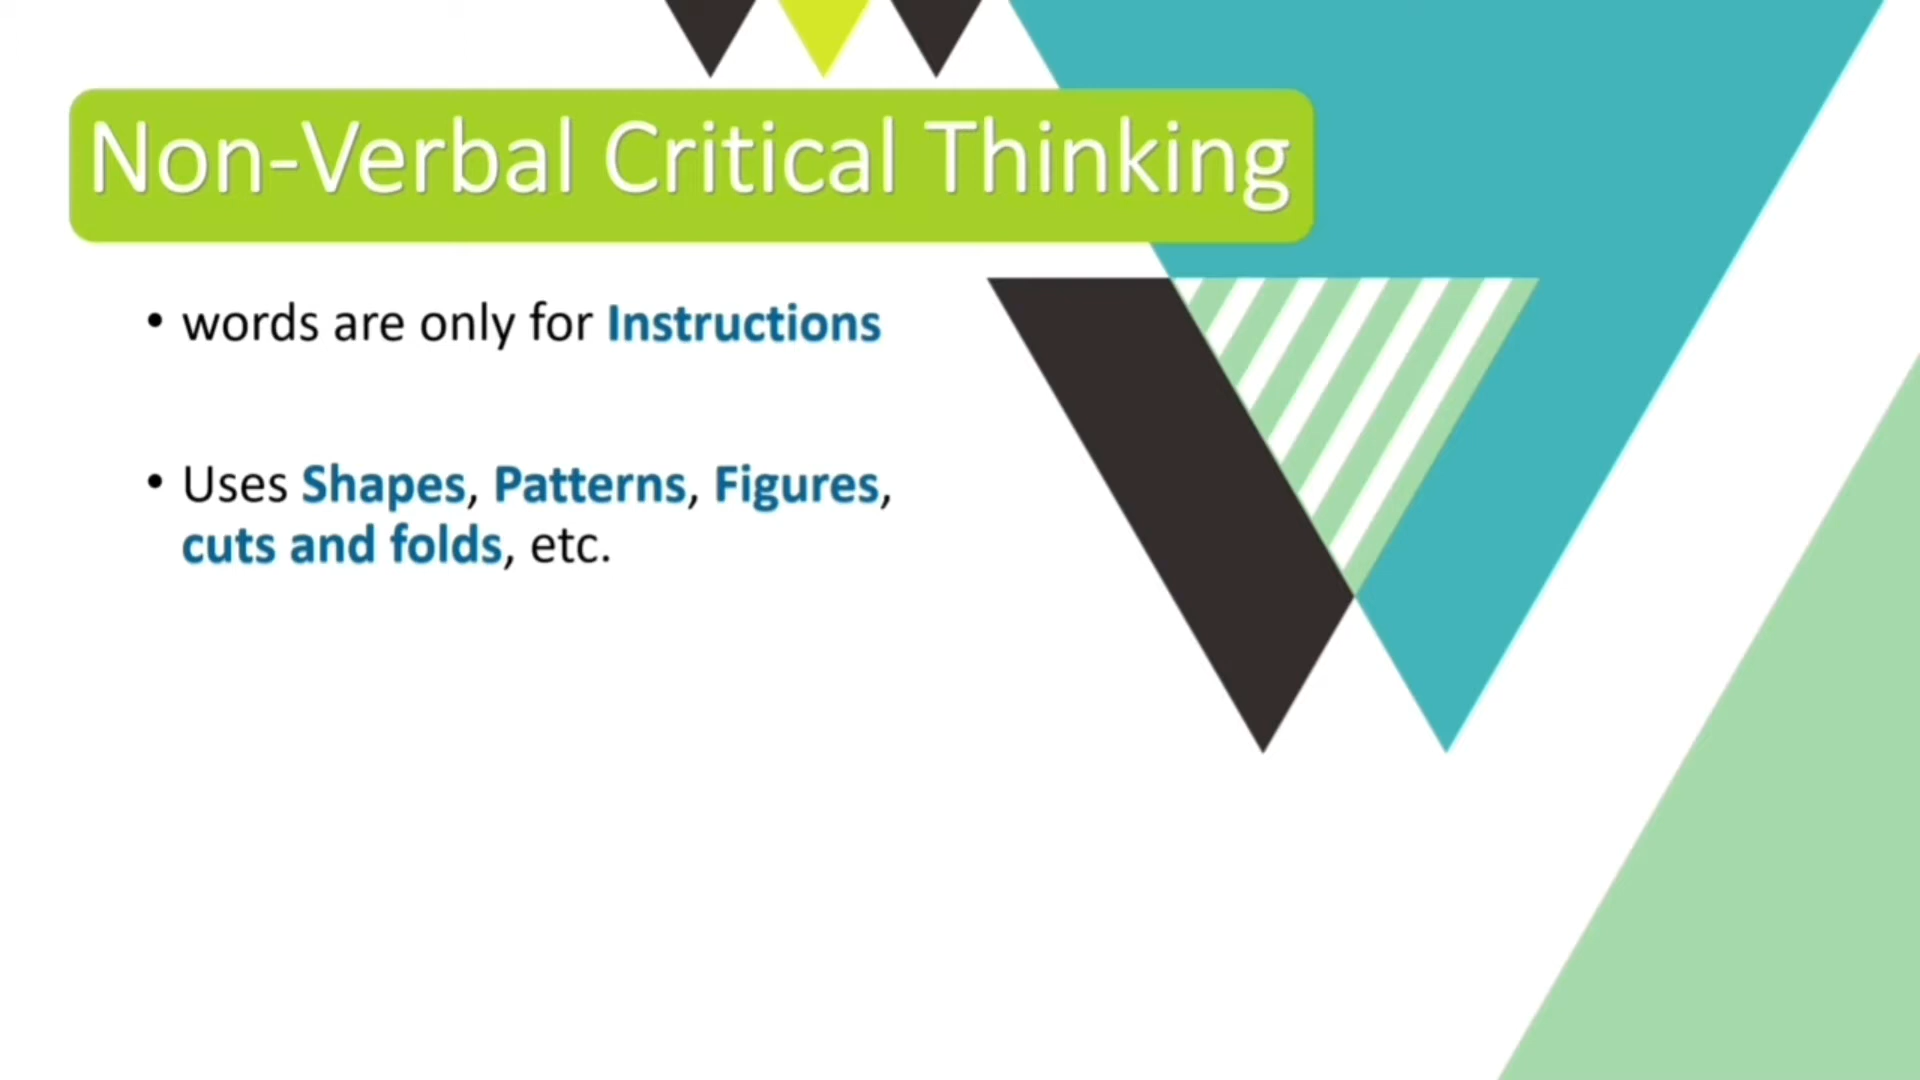 Non-Verbal Critical Thinking
• words are only for Instructions
• Uses Shapes, Patterns, Figures,
cuts and folds, etc.